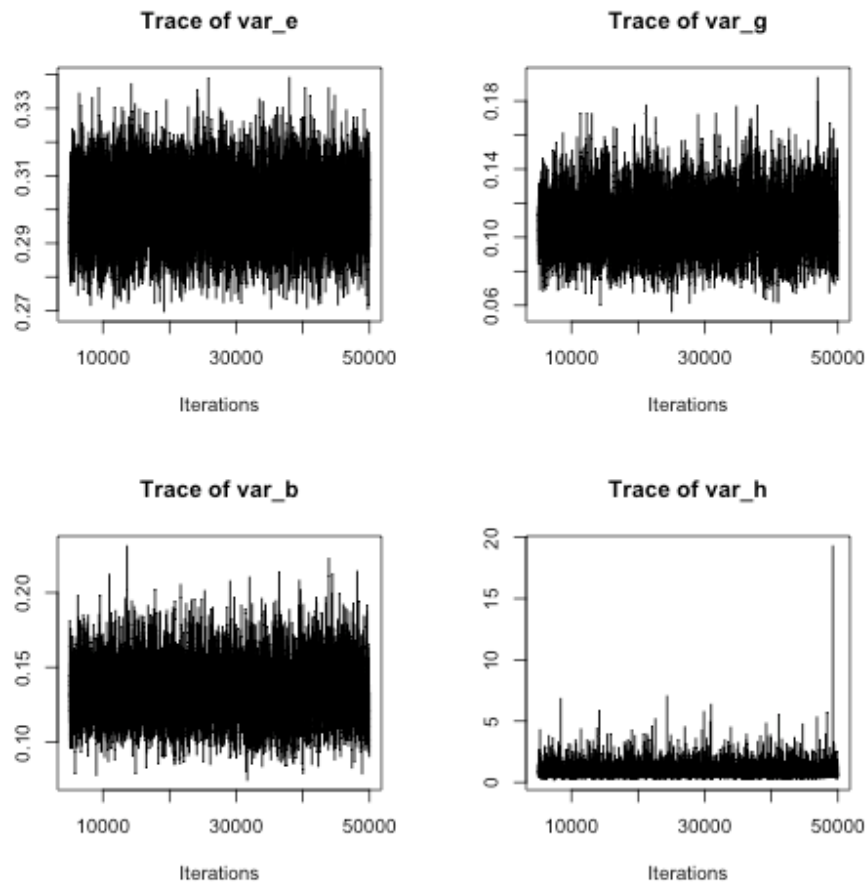 Trace of var_e
0.33
0.31
0.29
0.27
10000 30000 50000
Iterations
Trace of var_g
0.18
0.14
0.10
0.06
10000 30000 50000
Iterations
Trace of var_b
0.20
0.15
0.10
10000 30000 50000
Iterations
Trace of var_h
20
15
10
5
0
10000 30000 50000
Iterations